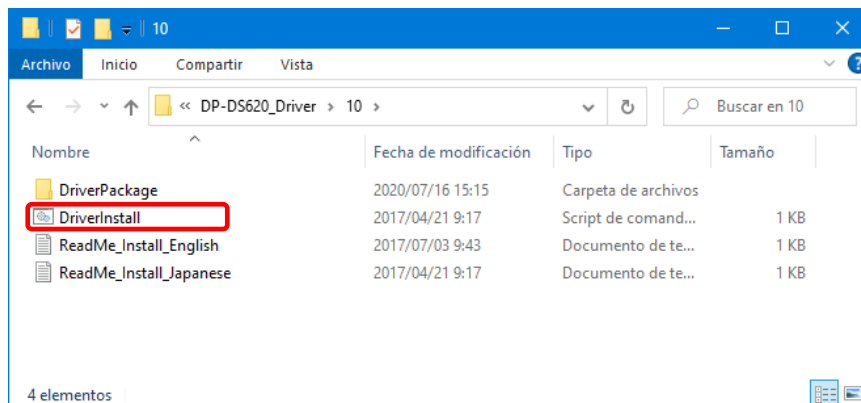 10
Archivo Inicio Compartir Vista
« DP-DS620_Driver > 10 > Buscar en 10
Nombre Fecha de modificación Tipo Tamaño
DriverPackage 2020/07/16 15:15 Carpeta de archivos
DriverInstall 2017/04/21 9:17 Script de comand... 1 KB
ReadMe_Install_English 2017/07/03 9:43 Documento de te... 1 KB
ReadMe_Install_Japanese 2017/04/21 9:17 Documento de te... 1 KB
4 elementos